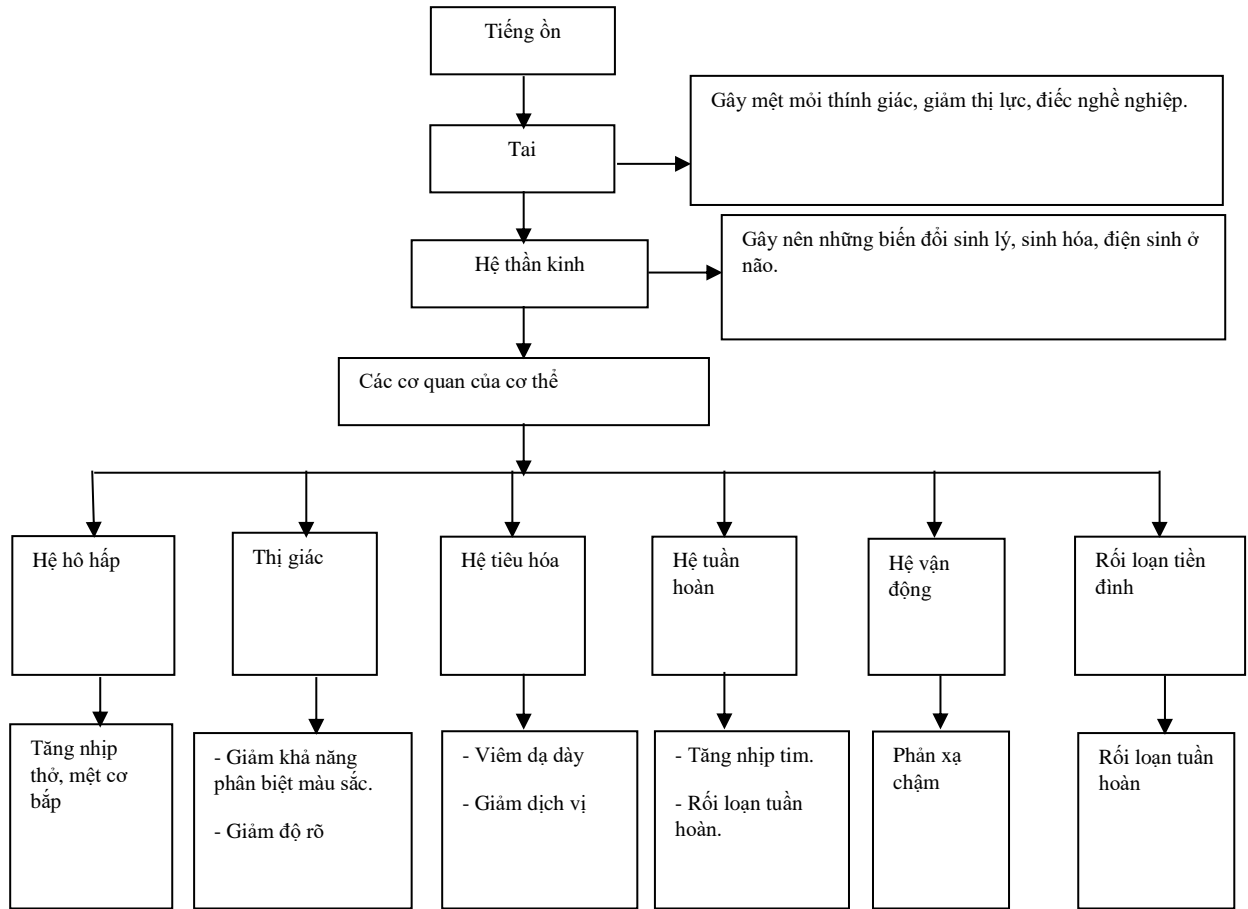 Tiếng ồn
Gây mệt mỏi thính giác, giảm thị lực, điếc nghề nghiệp.
Tai
Gây nên những biến đổi sinh lý, sinh hóa, điện sinh ở
não.
Hệ thần kinh
Các cơ quan của cơ thể
Hệ hô hấp
Thị giác
Hệ tiêu hóa
Hệ tuần
hoàn
Hệ vận
động
Rối loạn tiền
đình
Tăng nhịp
thở, mệt cơ
bắp
- Giảm khả năng
phân biệt màu sắc.
- Giảm độ rõ
- Viêm dạ dày
- Giảm dịch vị
- Tăng nhịp tim.
- Rối loạn tuần
hoàn.
Phản xạ
chậm
Rối loạn tuần
hoàn